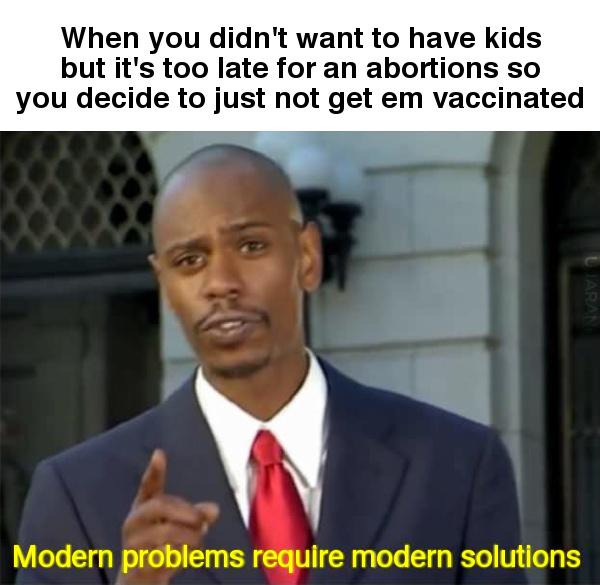 When you didn't want to have kids
but it's too late for an abortions so
you decide to just not get em vaccinated
Modern problems require modern solutions